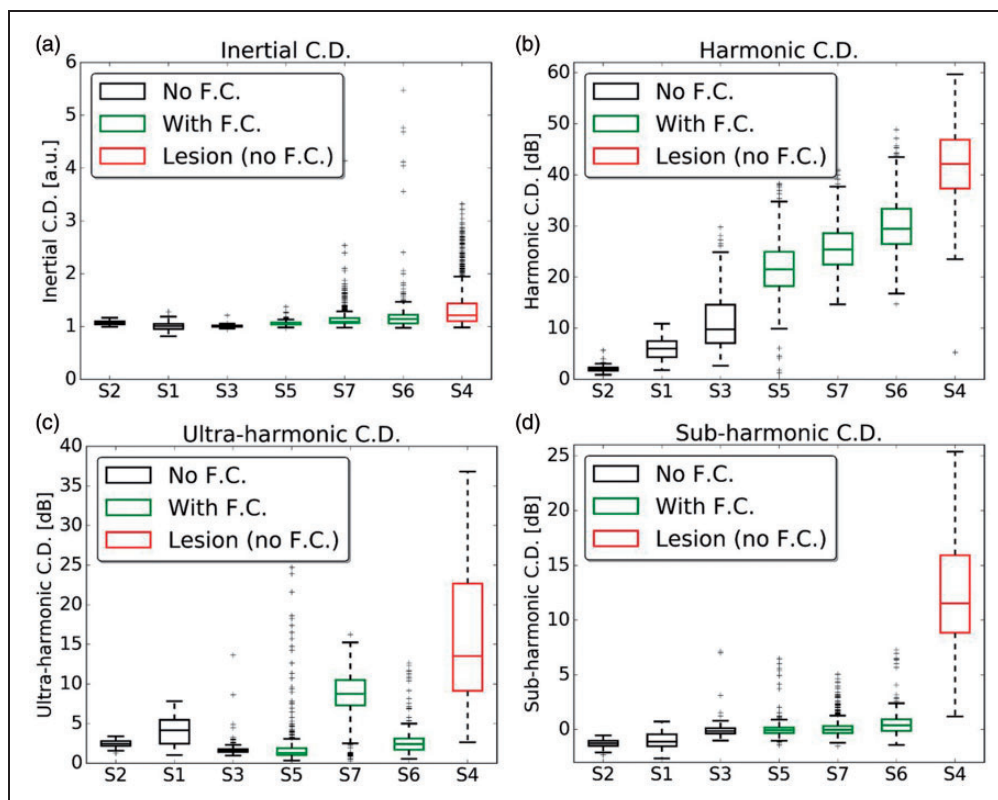 (a)
Inertial C.D.
6
5
4
3
2
1
0
Inertial C.D. [a.u.]
No F.C.
With F.C.
Lesion (no F.C.)
S2 S1 S3 S5 S7 S6 S4
(b)
Harmonic C.D.
60
50
40
30
20
10
0
Harmonic C.D. [dB]
No F.C.
With F.C.
Lesion (no F.C.)
S2 S1 S3 S5 S7 S6 S4
(c)
Ultra-harmonic C.D.
40
35
30
25
20
15
10
5
0
Ultra-harmonic C.D. [dB]
No F.C.
With F.C.
Lesion (no F.C.)
S2 S1 S3 S5 S7 S6 S4
(d)
Sub-harmonic C.D.
25
20
15
10
5
0
Sub-harmonic C.D. [dB]
No F.C.
With F.C.
Lesion (no F.C.)
S2 S1 S3 S5 S7 S6 S4